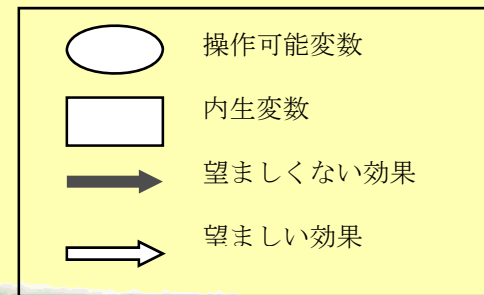 操作可能変数
内生変数
望ましくない効果
望ましい効果